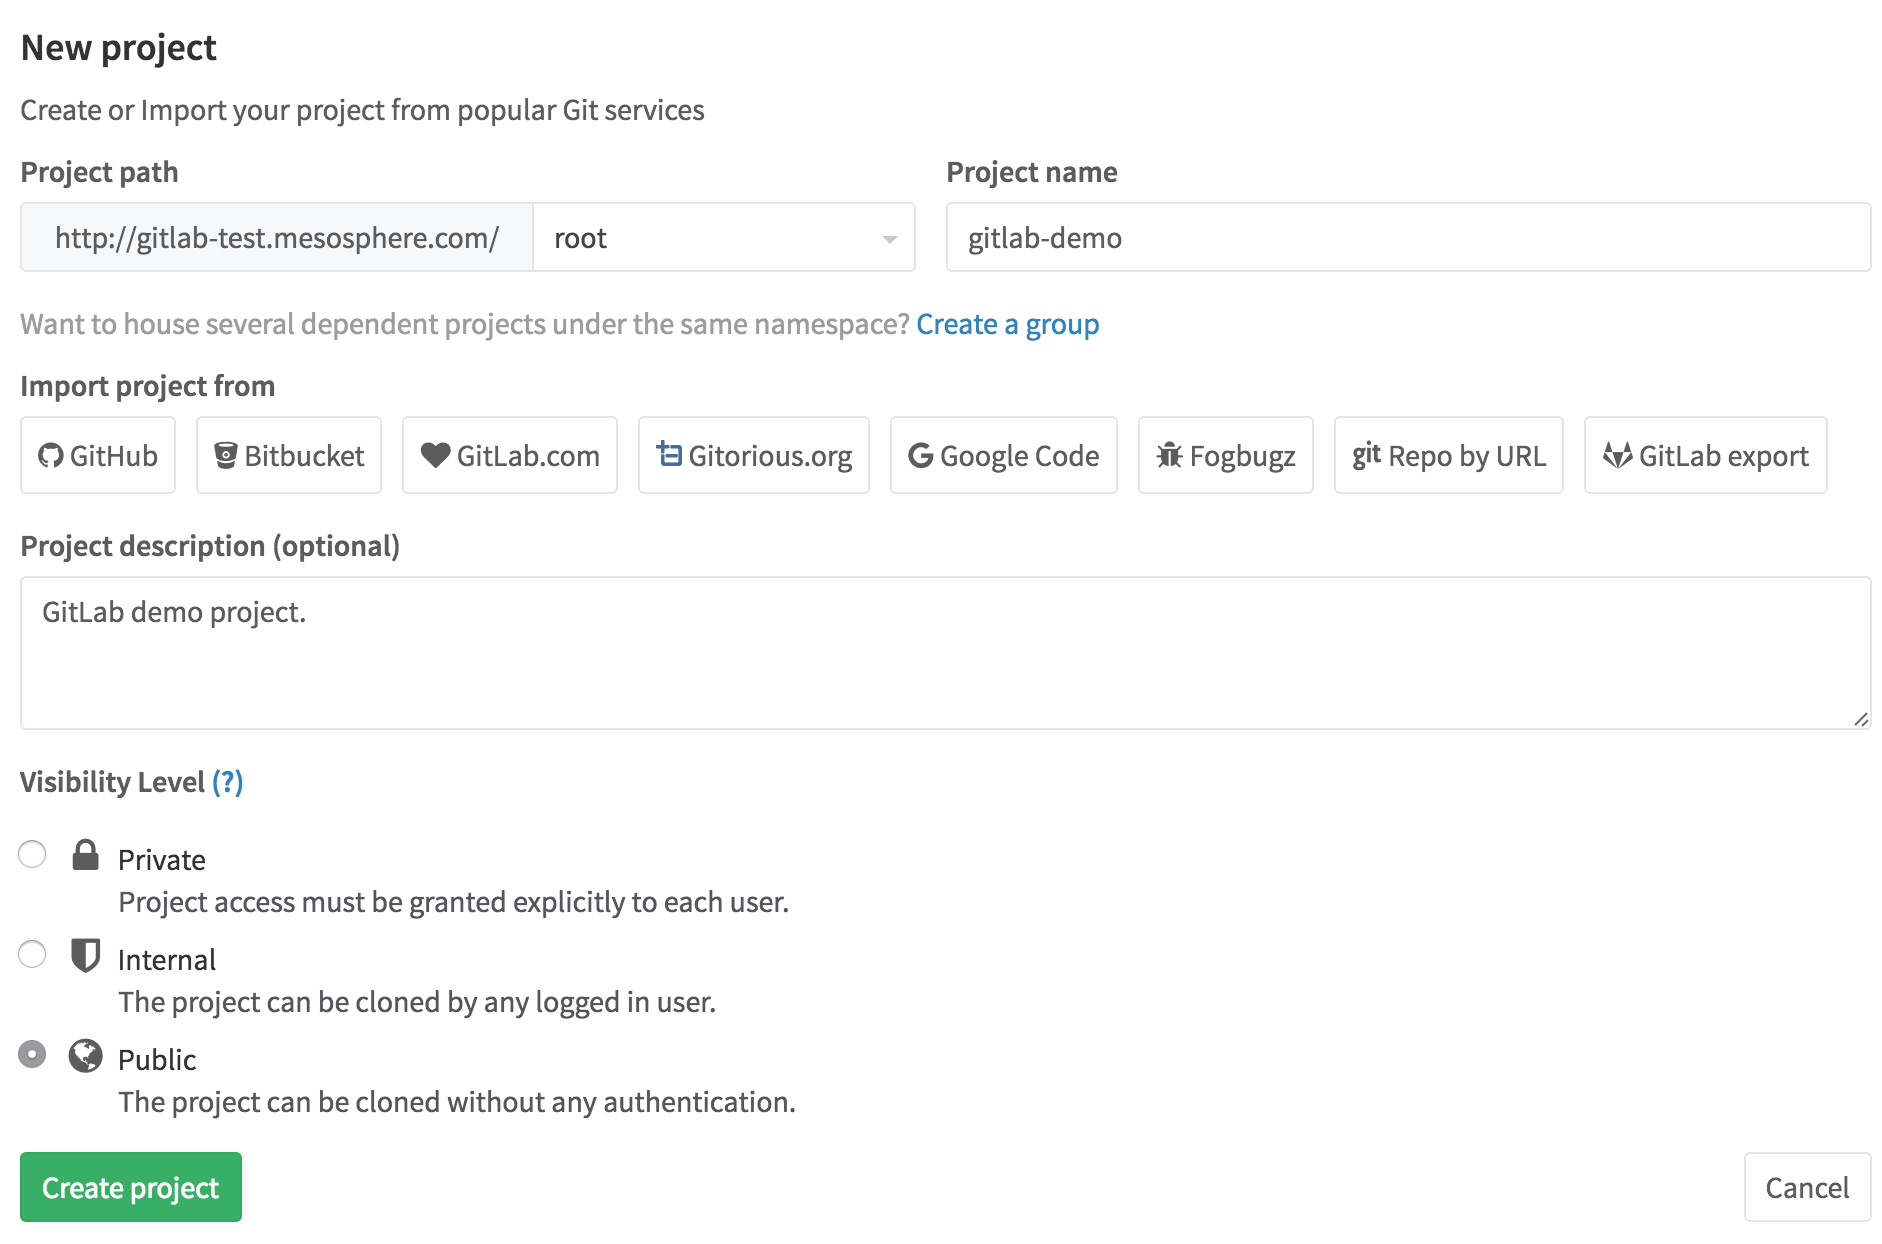 New project
Create or Import your project from popular Git services
Project path
Project name
http://gitlab-test.mesosphere.com/ root
gitlab-demo
Want to house several dependent projects under the same namespace? Create a group
Import project from
GitHub Bitbucket GitLab.com Gitorious.org Google Code Fogbugz git Repo by URL GitLab export
Project description (optional)
GitLab demo project.
Visibility Level (?)
Private
Project access must be granted explicitly to each user.
Internal
The project can be cloned by any logged in user.
Public
The project can be cloned without any authentication.
Create project Cancel